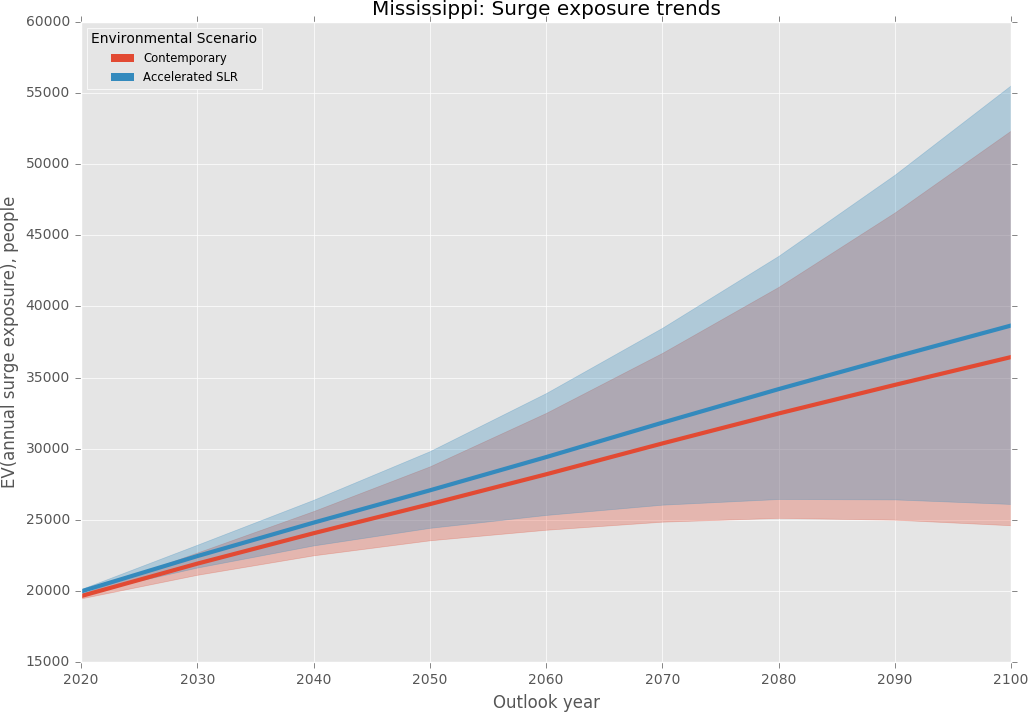 Mississippi: Surge exposure trends
Environmental Scenario
Contemporary
Accelerated SLR
60000
55000
50000
45000
40000
35000
30000
25000
20000
15000
EV(annual surge exposure), people
2020 2030 2040 2050 2060 2070 2080 2090 2100
Outlook year